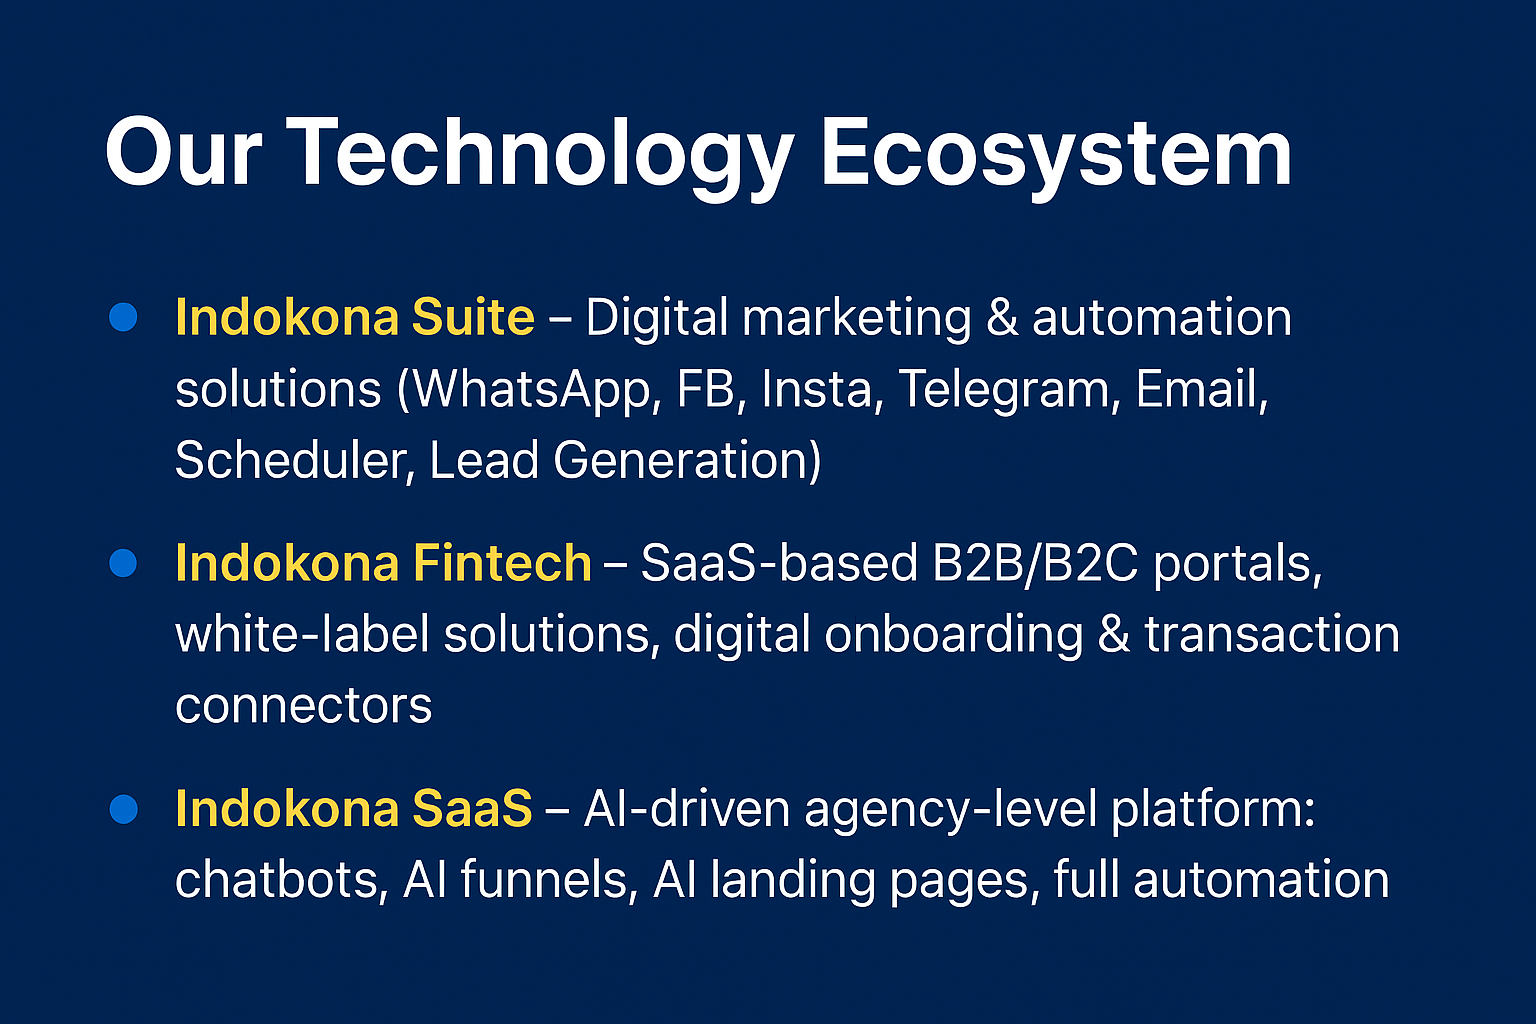 Our Technology Ecosystem
Indokona Suite – Digital marketing & automation
solutions (WhatsApp, FB, Insta, Telegram, Email,
Scheduler, Lead Generation)
Indokona Fintech – SaaS-based B2B/B2C portals,
white-label solutions, digital onboarding & transaction
connectors
Indokona SaaS – AI-driven agency-level platform:
chatbots, AI funnels, AI landing pages, full automation